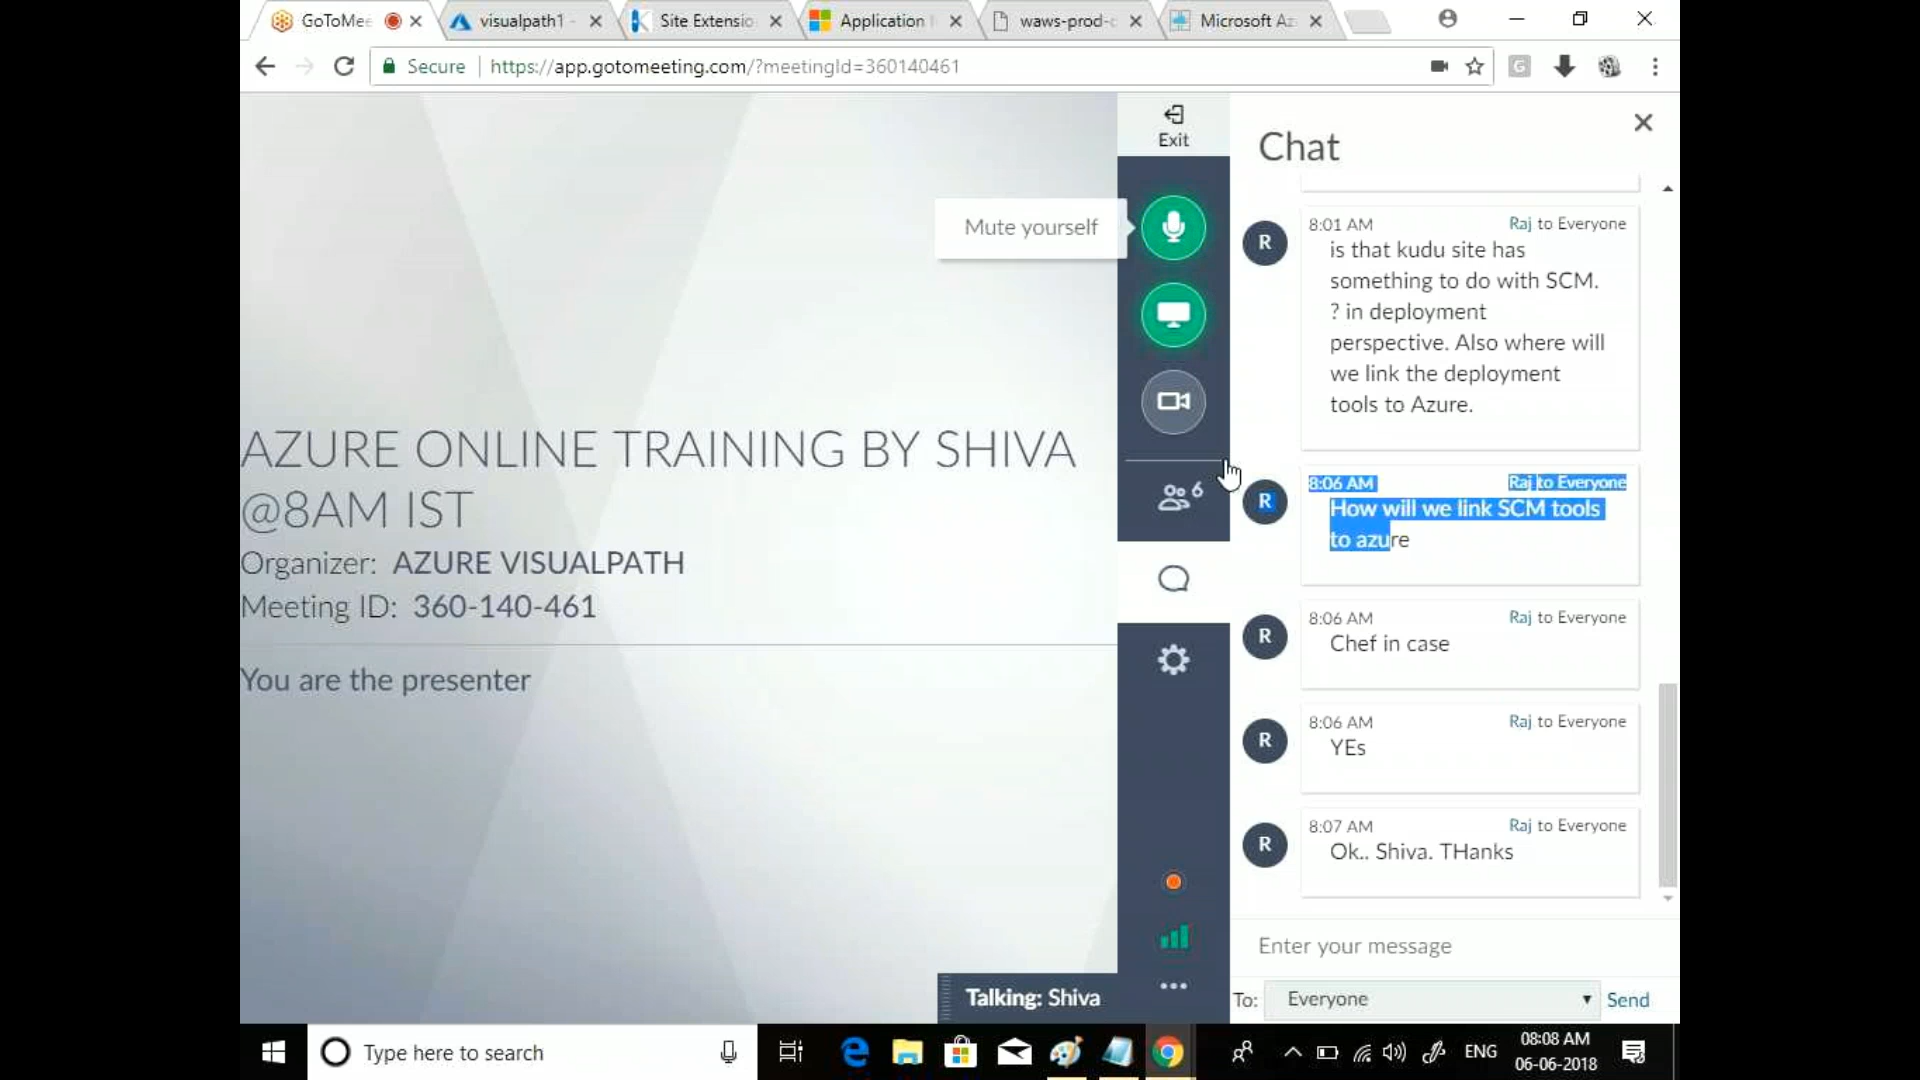 GoToMee
visualpath1 -
Site Extensio
Application
waws-prod-
Microsoft Az
Secure
https://app.gotomeeting.com/?meetingId=360140461
G
Exit
Chat
Mute yourself
8:01 AM Raj to Everyone
R
is that kudu site has
something to do with SCM.
? in deployment
perspective. Also where will
we link the deployment
tools to Azure.
AZURE ONLINE TRAINING BY SHIVA
@8AM IST
Organizer: AZURE VISUALPATH
Meeting ID: 360-140-461
You are the presenter
6
8:06 AM Raj to Everyone
R
How will we link SCM tools
to azure
8:06 AM Raj to Everyone
R
Chef in case
8:06 AM Raj to Everyone
R
YEs
8:07 AM Raj to Everyone
R
Ok.. Shiva. THanks
Enter your message
Talking: Shiva
To: Everyone Send
Type here to search
ENG
08:08 AM
06-06-2018